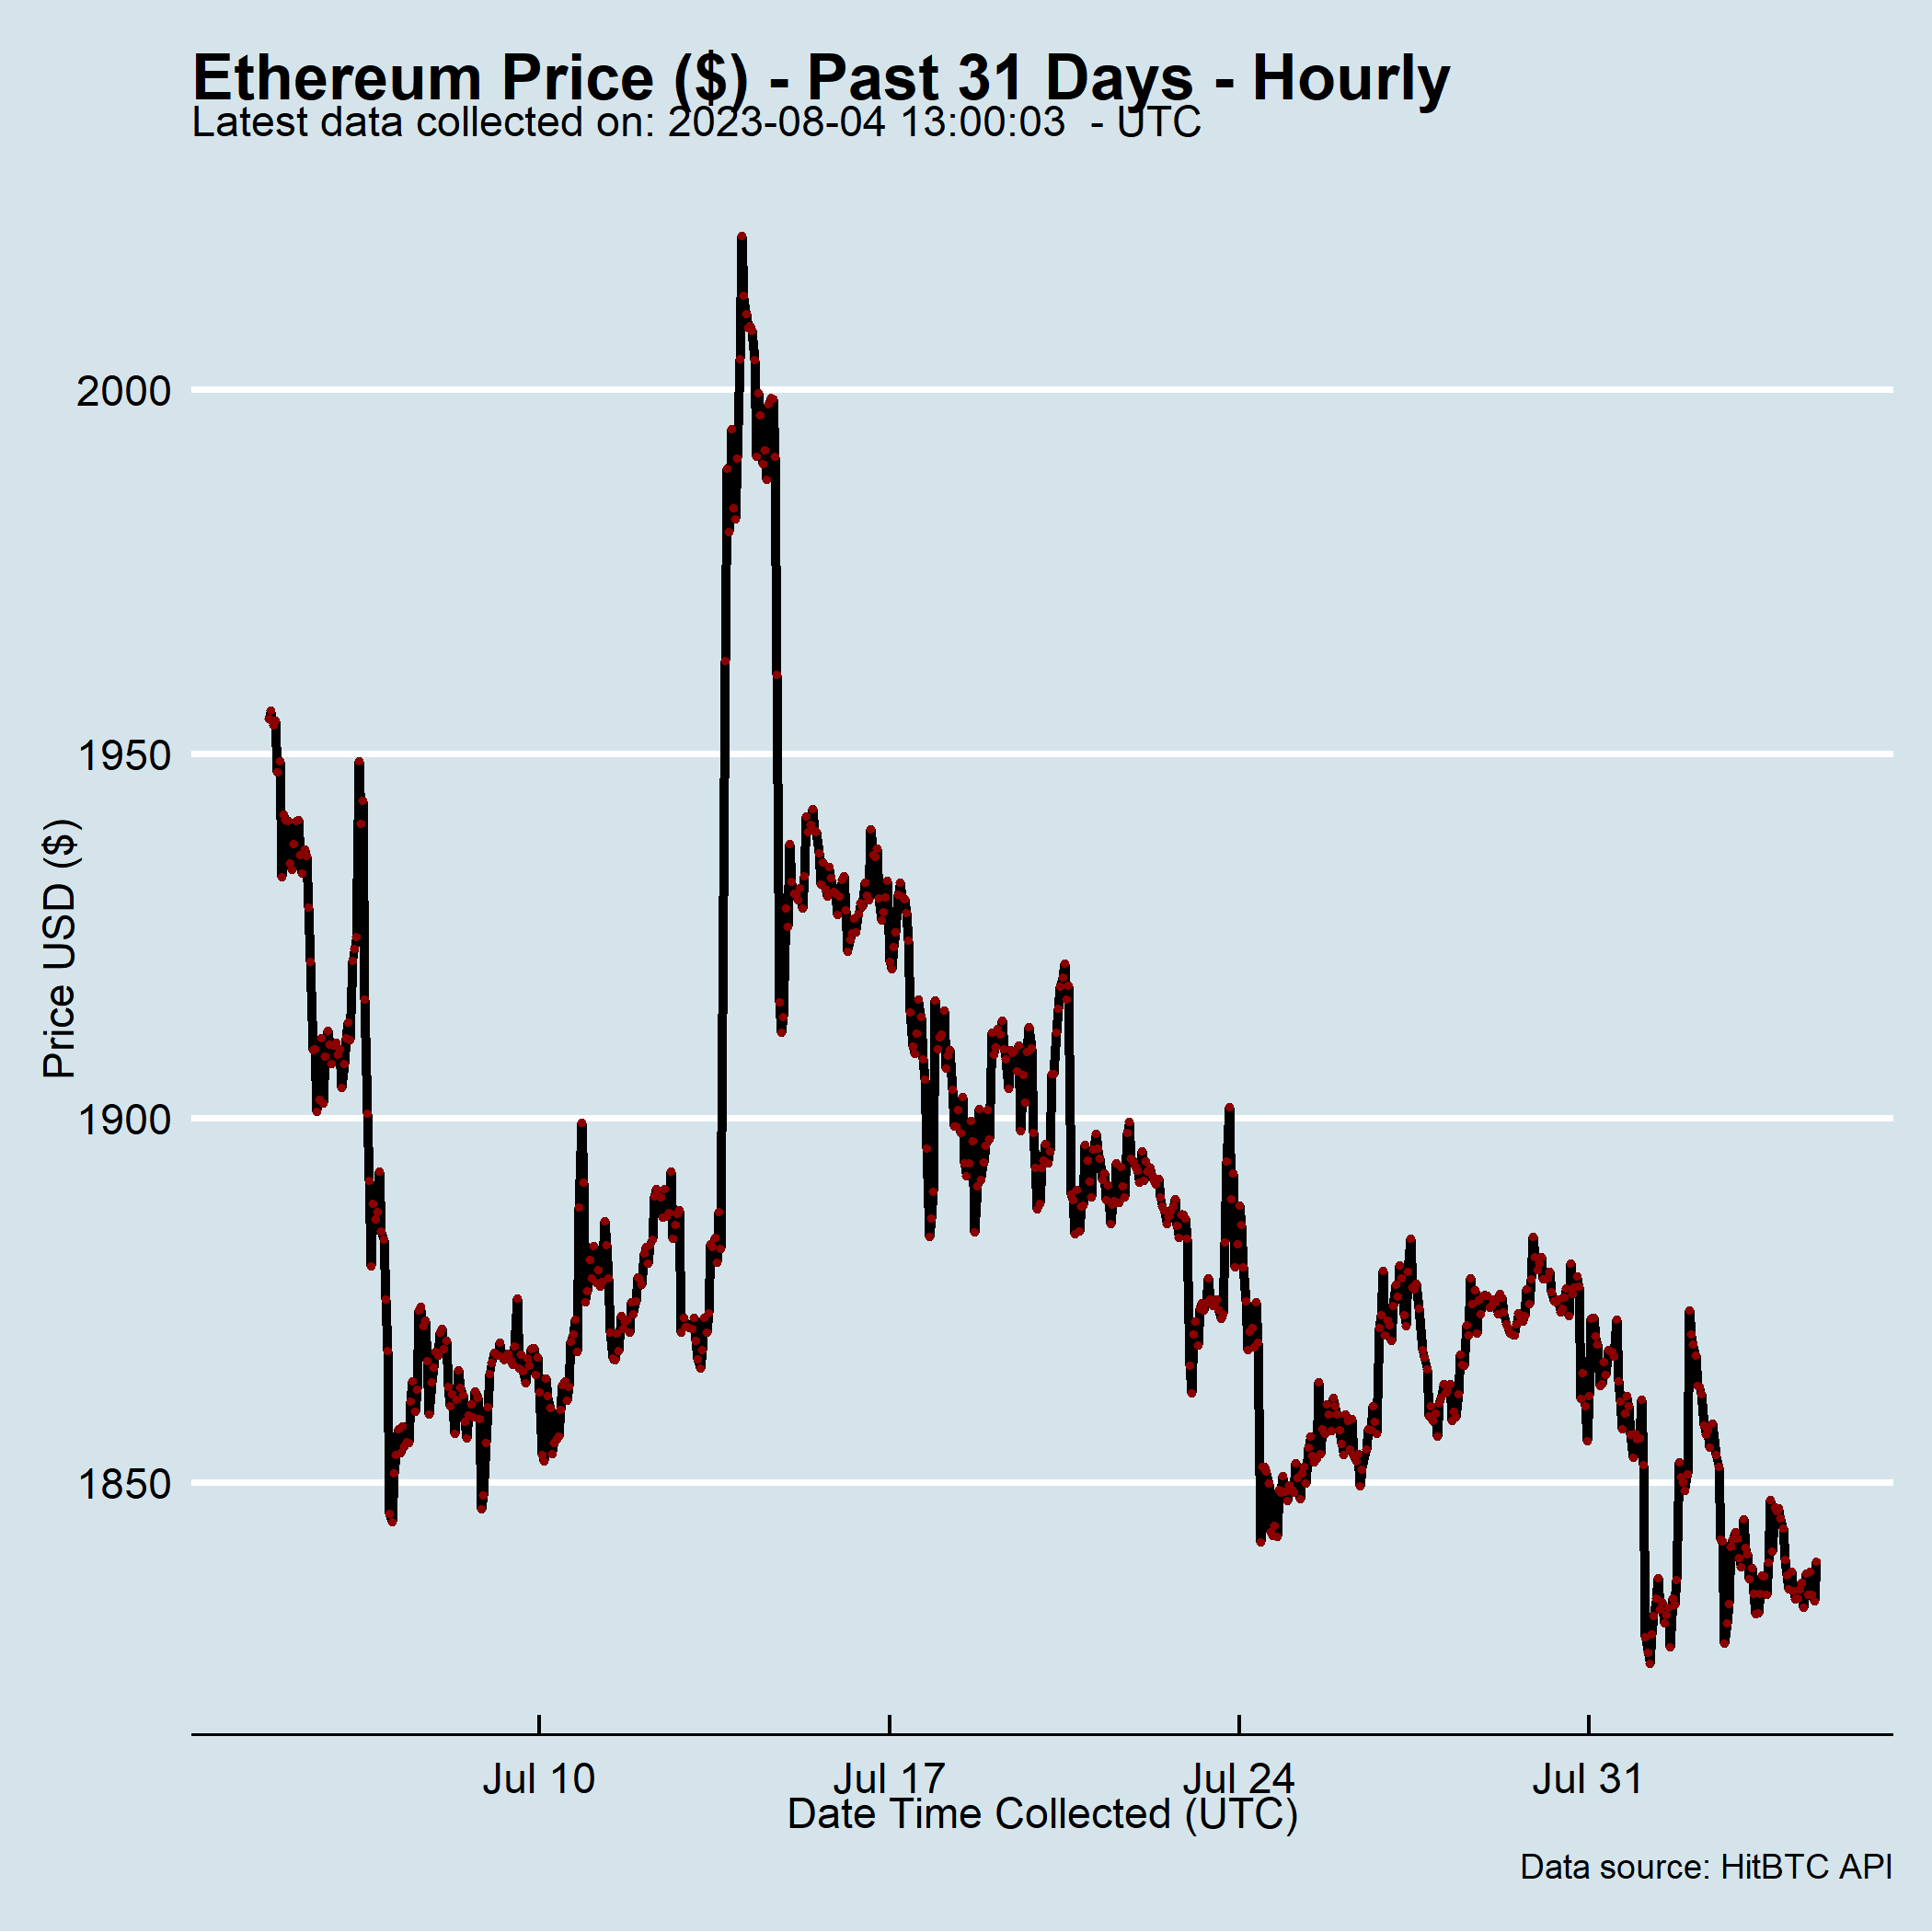 Ethereum Price ($) - Past 31 Days - Hourly
Latest data collected on: 2023-08-04 13:00:03  - UTC
2000
1950
1900
1850
Price USD ($)
Jul 10
Jul 17
Jul 24
Jul 31
Date Time Collected (UTC)
Data source: HitBTC API